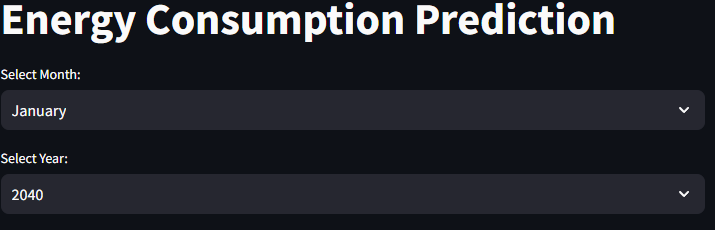 Energy Consumption Prediction
Select Month:
January
Select Year:
2040